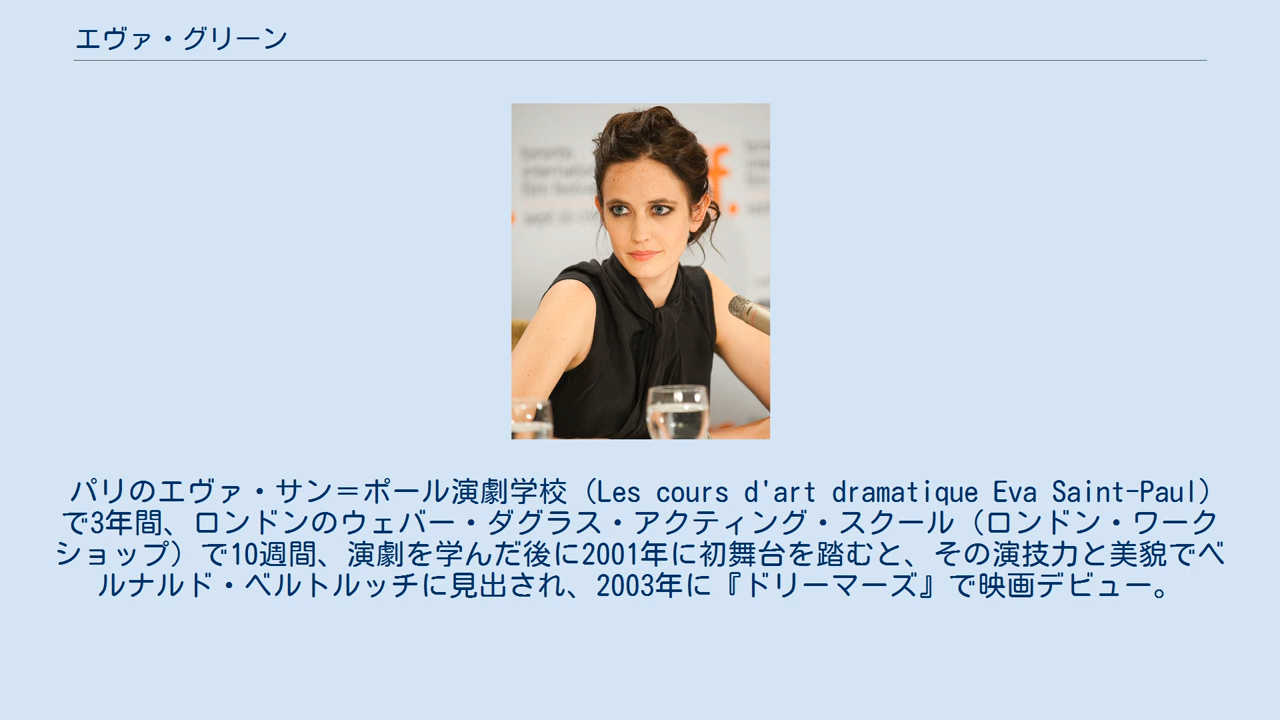 エヴァ・グリーン
パリのエヴァ・サン＝ポール演劇学校（Les cours d'art dramatique Eva Saint-Paul）
で3年間、ロンドンのウェバー・ダグラス・アクティング・スクール（ロンドン・ワーク
ショップ）で10週間、演劇を学んだ後に2001年に初舞台を踏むと、その演技力と美貌でベ
ルナルド・ベルトルッチに見出され、2003年に『ドリーマーズ』で映画デビュー。